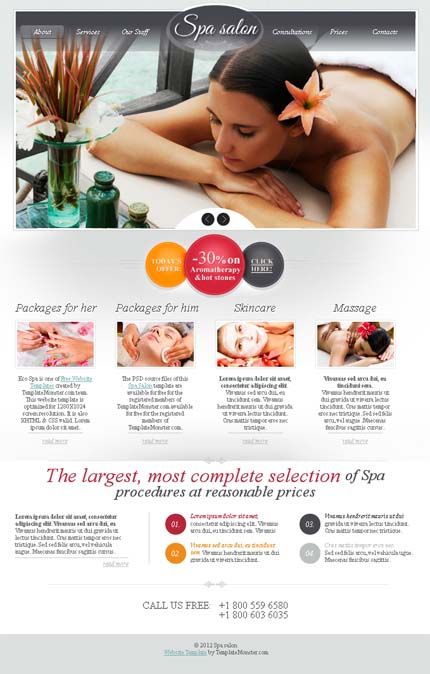 About
Services
Our Staff
Spa salon
Consultations
Prices
Contacts
TODAY'S
OFFER:
-30% on
Aromatherapy
& hot stones
CLICK
HERE!
Packages for her
Packages for him
Skincare
Massage
Eco Spa is one of Free Website
Templates created by
TemplateMonster.com team.
This website template is
optimized for 1280X1024
screen resolution. It is also
XHTML & CSS valid. Lorem
ipsum dolor sit amet.
read more
The PSD source files of this
Spa Salon template are
available for free for the
registered members of
TemplateMonster.com available
for free for the registered
members of
TemplateMonster.com.
read more
Lorem ipsum dolor sit amet,
consectetur adipiscing elit.
Vivamus sed arcu dui, eu
tincidunt sem. Vivamus
hendrerit mauris ut dui gravida
ut viverra lectus tincidunt.
Cras mattis tempor eros nec
tristique.
read more
Vivamus sed arcu dui, eu
tincidunt sem.
Vivamus hendrerit mauris ut dui
gravida ut viverra lectus
tincidunt. Cras mattis tempor
eros nec tristique. Sed sed felis
arcu, vel vehicula augue.
Maecenas faucibus sagittis cursus.
read more
The largest, most complete selection of Spa
procedures at reasonable prices
Lorem ipsum dolor sit amet, consectetur
adipiscing elit. Vivamus sed arcu dui, eu
tincidunt sem. Vivamus hendrerit mauris ut dui gravida
ut viverra lectus tincidunt. Cras mattis tempor eros nec
tristique. Sed sed felis arcu, vel vehicula
augue. Maecenas faucibus sagittis cursus.
read more
01.
Lorem ipsum dolor sit amet,
consectetur adipiscing elit. Vivamus
02.
Vivamus sed arcu dui, eu tincidunt
sem. Vivamus hendrerit mauris ut dui
gravida ut viverra lectus tincidunt.
03.
Vivamus hendrerit mauris ut dui
gravida ut viverra lectus tincidunt.
04.
Cras mattis tempor eros nec.
Sed sed felis arcu, vel vehicula augue.
Maecenas faucibus sagittis cursus.
CALL US FREE: +1 800 559 6580
+1 800 603 6035
© 2012 Spa salon
Website Template by TemplateMonster.com